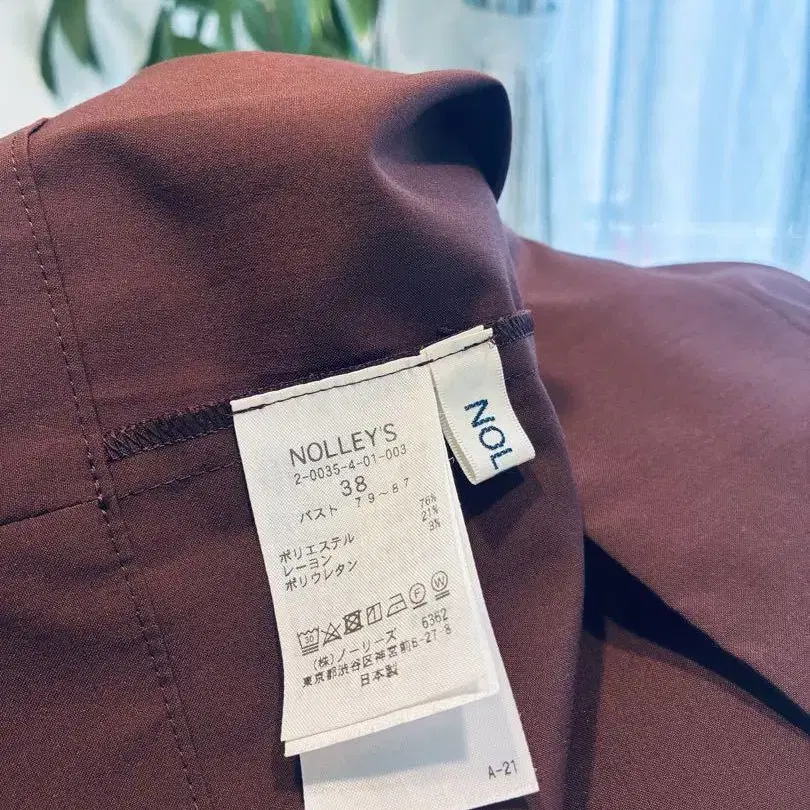 NOLLEY'S
2-0035-4-01-003
38
バスト 79~87
ポリエステル 76%
レーヨン 21%
ポリウレタン 3%
30 F W
6362
(株)ノーリーズ
東京都渋谷区神宮前6-27-8
日本製
NOL
A-21